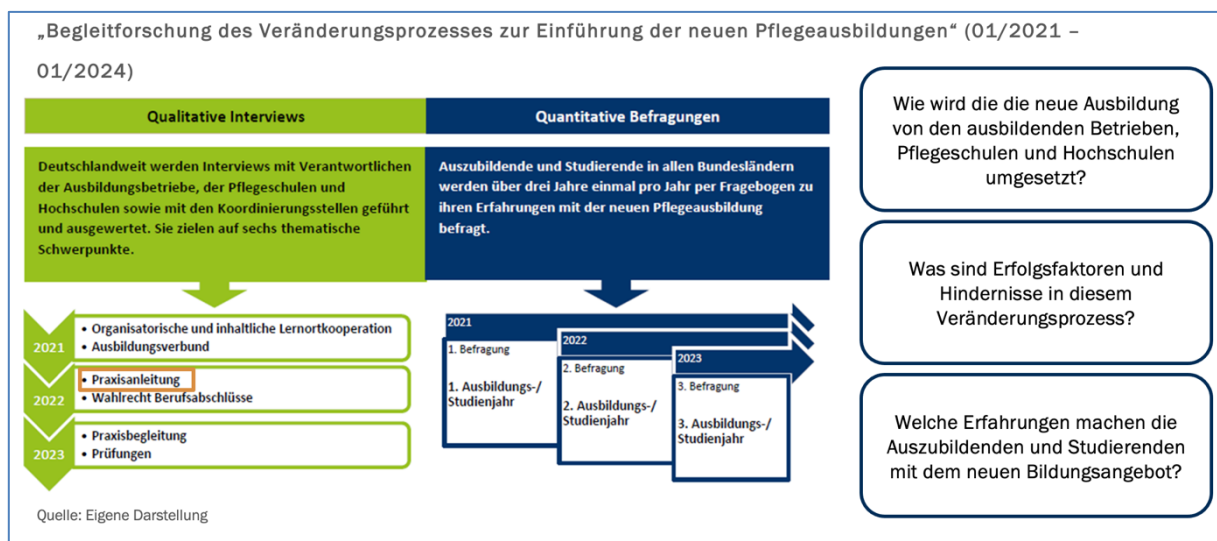 „Begleitforschung des Veränderungsprozesses zur Einführung der neuen Pflegeausbildungen“ (01/2021 –
01/2024)
Qualitative Interviews
Deutschlandweit werden Interviews mit Verantwortlichen
der Ausbildungsbetriebe, der Pflegeschulen und
Hochschulen sowie mit den Koordinierungsstellen geführt
und ausgewertet. Sie zielen auf sechs thematische
Schwerpunkte.
2021
• Organisatorische und inhaltliche Lernortkooperation
• Ausbildungsverbund
2022
• Praxisanleitung
• Wahlrecht Berufsabschlüsse
2023
• Praxisbegleitung
• Prüfungen
Quantitative Befragungen
Auszubildende und Studierende in allen Bundesländern
werden über drei Jahre einmal pro Jahr per Fragebogen zu
ihren Erfahrungen mit der neuen Pflegeausbildung
befragt.
2021
1. Befragung
1. Ausbildungs-/
Studienjahr
2022
2. Befragung
2. Ausbildungs-/
Studienjahr
2023
3. Befragung
3. Ausbildungs-/
Studienjahr
Wie wird die die neue Ausbildung
von den ausbildenden Betrieben,
Pflegeschulen und Hochschulen
umgesetzt?
Was sind Erfolgsfaktoren und
Hindernisse in diesem
Veränderungsprozess?
Welche Erfahrungen machen die
Auszubildenden und Studierenden
mit dem neuen Bildungsangebot?
Quelle: Eigene Darstellung